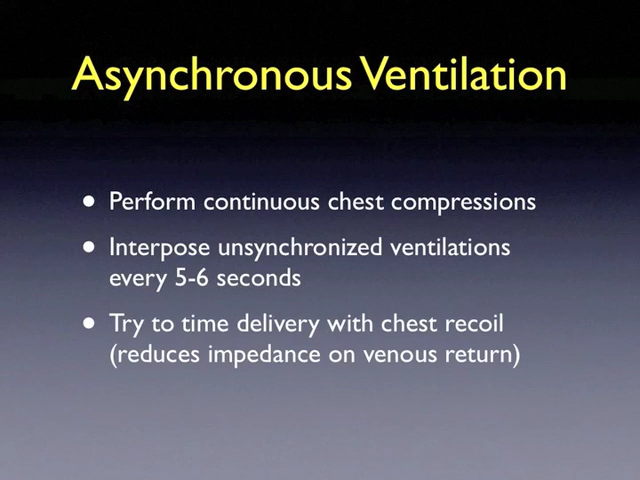 Asynchronous Ventilation
• Perform continuous chest compressions
• Interpose unsynchronized ventilations
every 5-6 seconds
• Try to time delivery with chest recoil
(reduces impedance on venous return)